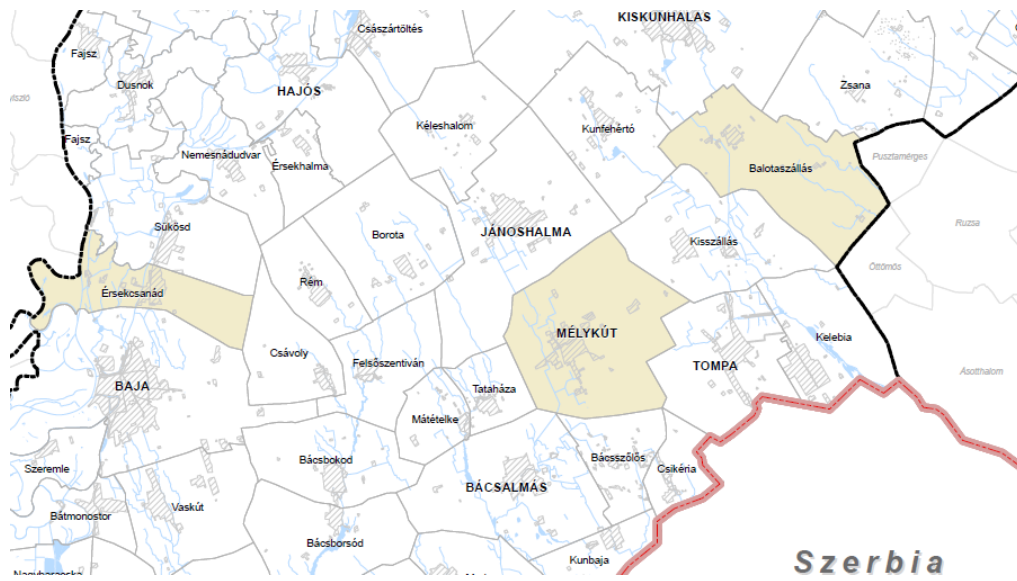 KISKUNHALAS
Császártöltés
Fajsz
Dusnok
Zsana
HAJÓS
Kéleshalom
Kunfehértó
Fajsz
Nemesnádudvar
Pusztamérges
Érsekhalma
Balotaszállás
Sükösd
Ruzsa
Borota
JÁNOSHALMA
Kisszállás
Öttömös
Rém
Érsekcsanád
MÉLYKÚT
Kelebia
Csávoly
Felsőszentiván
TOMPA
Ásotthalom
BAJA
Tataháza
Mátételke
Bácsbokod
Bácsszőlős
Szeremle
Csikéria
BÁCSALMÁS
Vaskút
Bátmonostor
Bácsborsód
Kunbaja
Szerbia